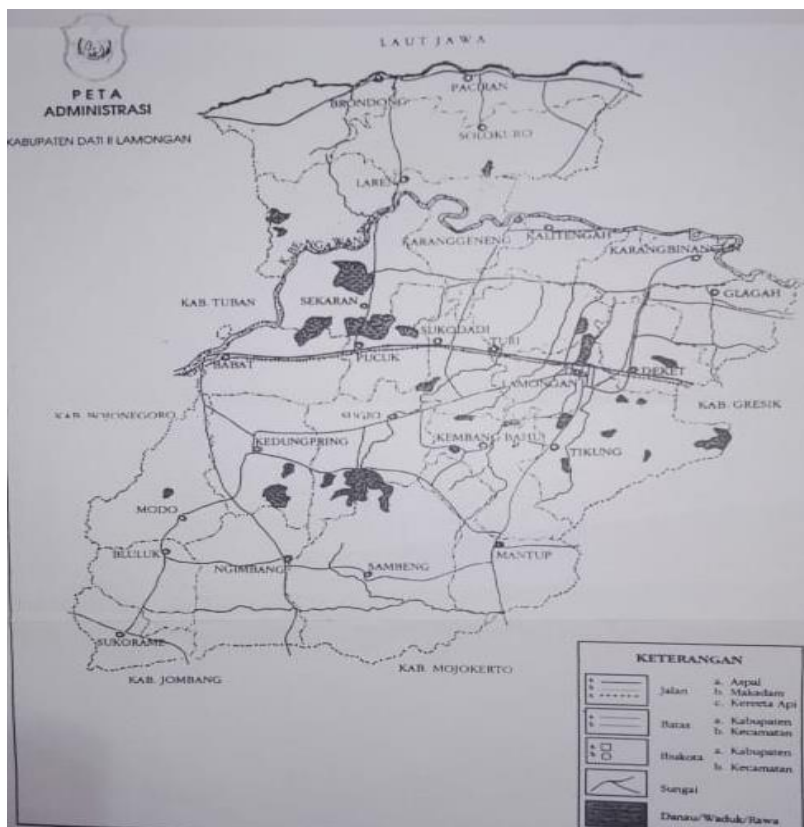 LAUT JAWA
PETA
ADMINISTRASI
KABUPATEN DATI II LAMONGAN
BRONDONG
PACIRAN
SOLOKURO
LAREN
KARANGGENENG
KALITENGAH
KARANGBINANGUN
GLAGAH
KAB. TUBAN
SEKARAN
SUKODADI
TURI
PUCUK
BABAT
LAMONGAN
DEKET
KAB. BOJONEGORO
SUGIO
KAB. GRESIK
KEDUNGPRING
KEMBANG BAHU
TIKUNG
MODO
BLULUK
NGIMBANG
SAMBENG
MANTUP
SUKORAME
KAB. JOMBANG
KAB. MOJOKERTO
KETERANGAN
a. Jalan a. Aspal
b. b. Makadam
c. c. Kereta Api
a. Batas a. Kabupaten
b. b. Kecamatan
a. Ibukota a. Kabupaten
b. b. Kecamatan
Sungai
Danau/Waduk/Rawa